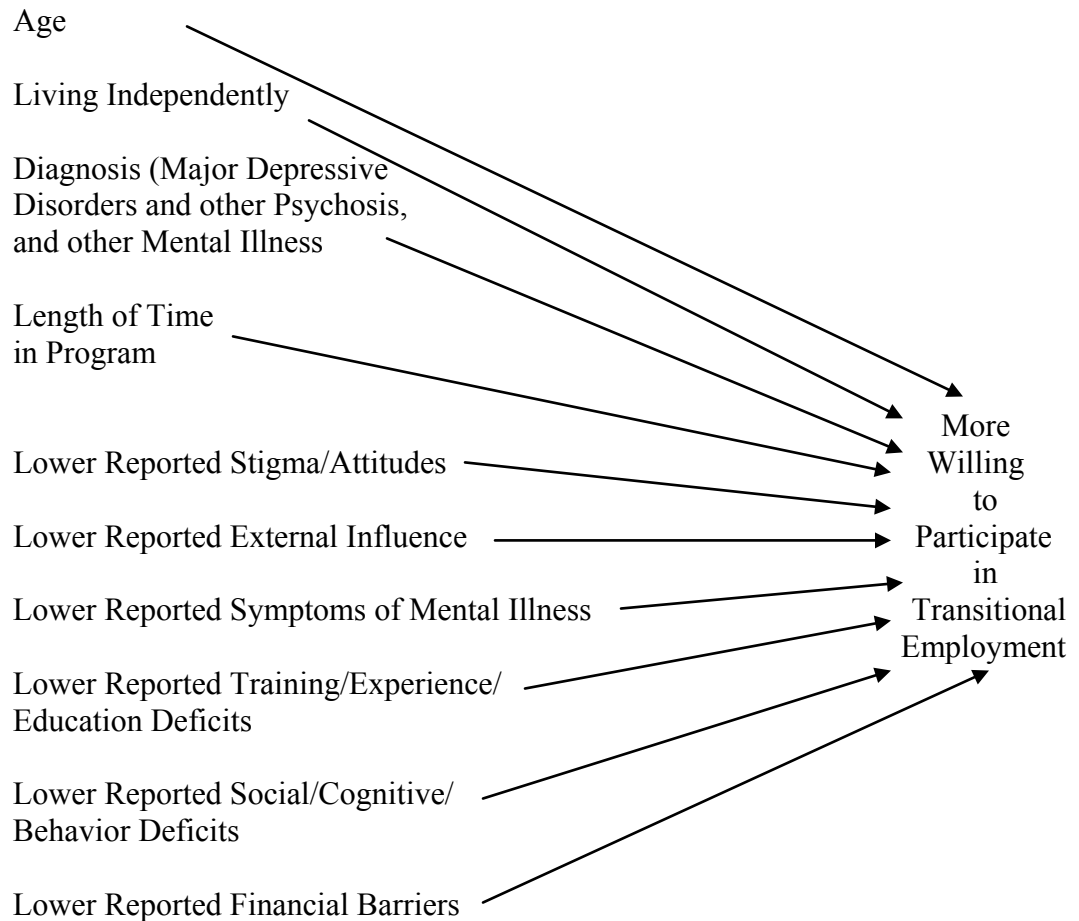 Age
Living Independently
Diagnosis (Major Depressive
Disorders and other Psychosis,
and other Mental Illness
Length of Time
in Program
Lower Reported Stigma/Attitudes
Lower Reported External Influence
Lower Reported Symptoms of Mental Illness
Lower Reported Training/Experience/
Education Deficits
Lower Reported Social/Cognitive/
Behavior Deficits
Lower Reported Financial Barriers
More
Willing
to
Participate
in
Transitional
Employment